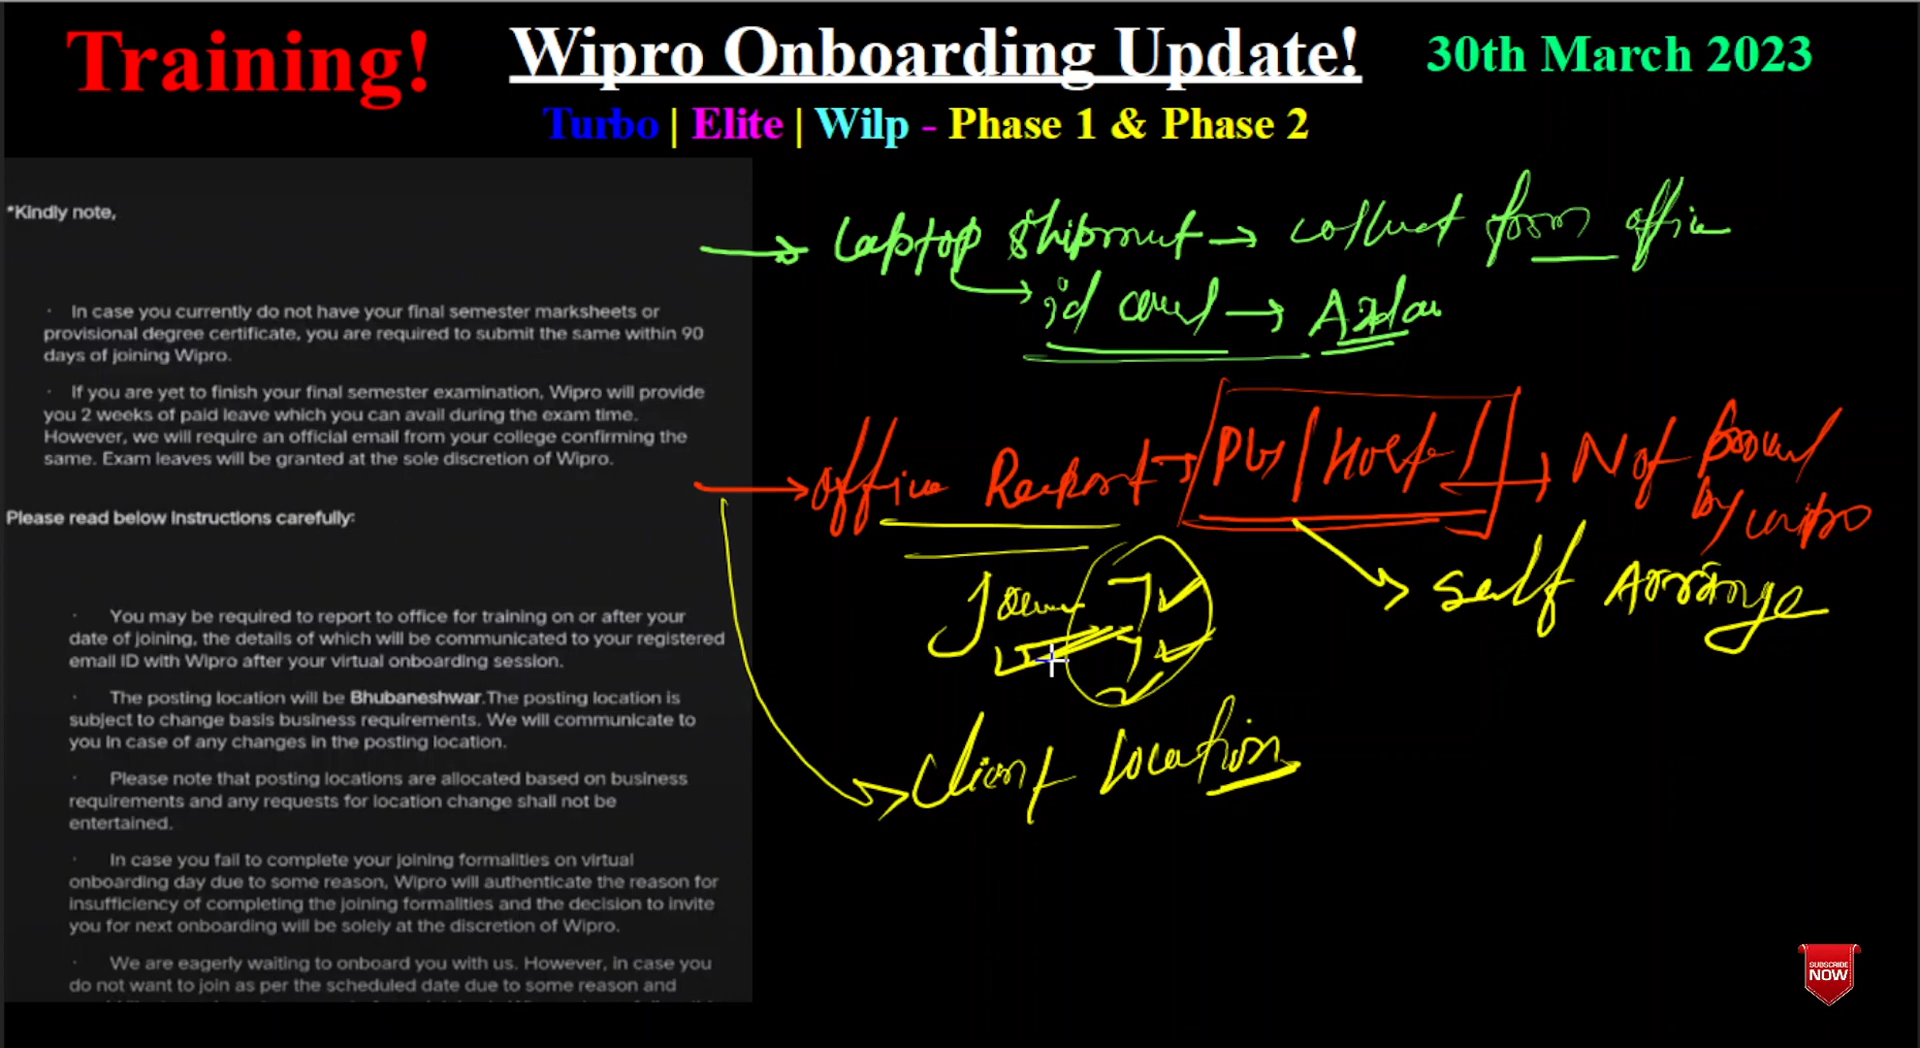 Training! Wipro Onboarding Update! 30th March 2023
Turbo | Elite | Wilp - Phase 1 & Phase 2
*Kindly note,
· In case you currently do not have your final semester marksheets or
provisional degree certificate, you are required to submit the same within 90
days of joining Wipro.
· If you are yet to finish your final semester examination, Wipro will provide
you 2 weeks of paid leave which you can avail during the exam time.
However, we will require an official email from your college confirming the
same. Exam leaves will be granted at the sole discretion of Wipro.
Please read below instructions carefully:
· You may be required to report to office for training on or after your
date of joining, the details of which will be communicated to your registered
email ID with Wipro after your virtual onboarding session.
· The posting location will be Bhubaneshwar.The posting location is
subject to change basis business requirements. We will communicate to
you in case of any changes in the posting location.
· Please note that posting locations are allocated based on business
requirements and any requests for location change shall not be
entertained.
· In case you fail to complete your joining formalities on virtual
onboarding day due to some reason, Wipro will authenticate the reason for
insufficiency of completing the joining formalities and the decision to invite
you for next onboarding will be solely at the discretion of Wipro.
· We are eagerly waiting to onboard you with us. However, in case you
do not want to join as per the scheduled date due to some reason and
→ Laptop shipment → collect from office
→ id card →
→ office Report → PG / Hostel → Not
by wipro
→ self Arrange
Client Location
SUBSCRIBE
NOW